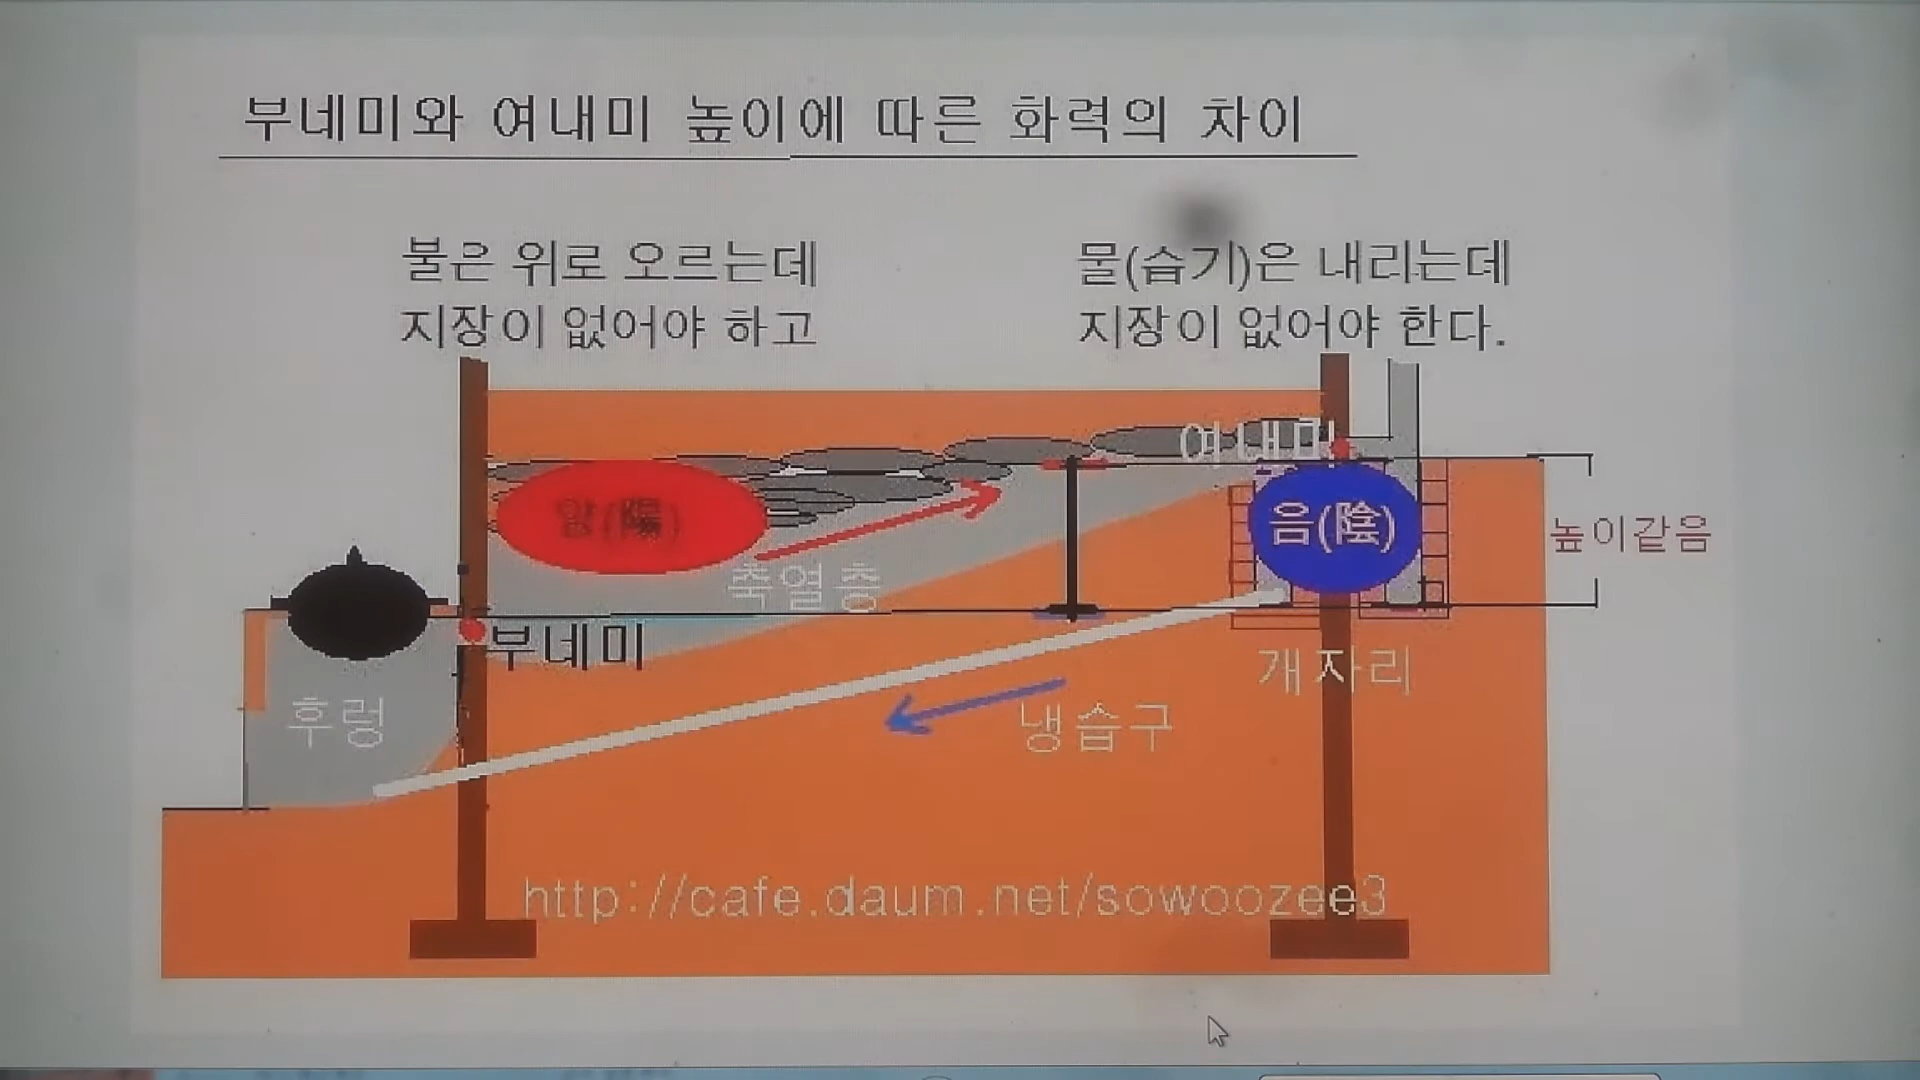 부네미와 여내미 높이에 따른 화력의 차이
불은 위로 오르는데
지장이 없어야 하고
물(습기)은 내리는데
지장이 없어야 한다.
여내미
양(陽)
음(陰)
높이같음
축열층
부네미
개자리
후렁
냉습구
http://cafe.daum.net/sowoozee3